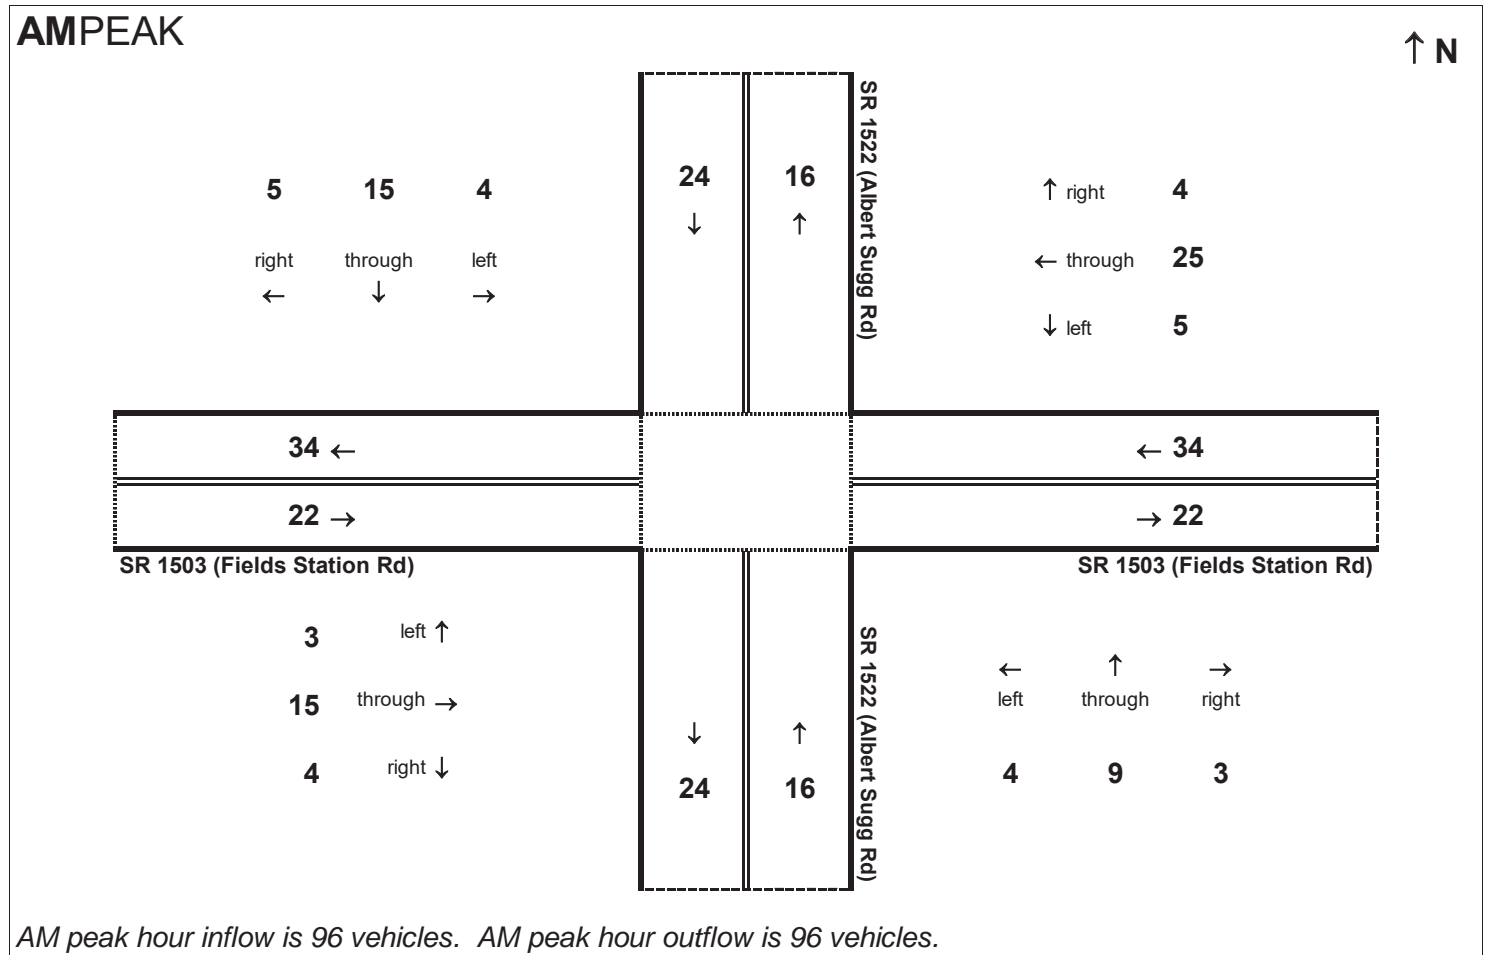 AMPEAK
↑ N
24 16
SR 1522 (Albert Sugg Rd)
5 15 4
right through left
← ↓ →
↓ ↑
↑ right 4
← through 25
↓ left 5
34 ←
← 34
22 →
→ 22
SR 1503 (Fields Station Rd)
SR 1503 (Fields Station Rd)
3 left ↑
15 through →
4 right ↓
↓ ↑
24 16
SR 1522 (Albert Sugg Rd)
← ↑ →
left through right
4 9 3
AM peak hour inflow is 96 vehicles. AM peak hour outflow is 96 vehicles.